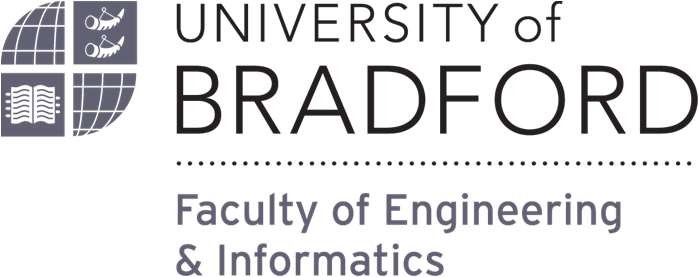 UNIVERSITY of
BRADFORD
Faculty of Engineering
& Informatics